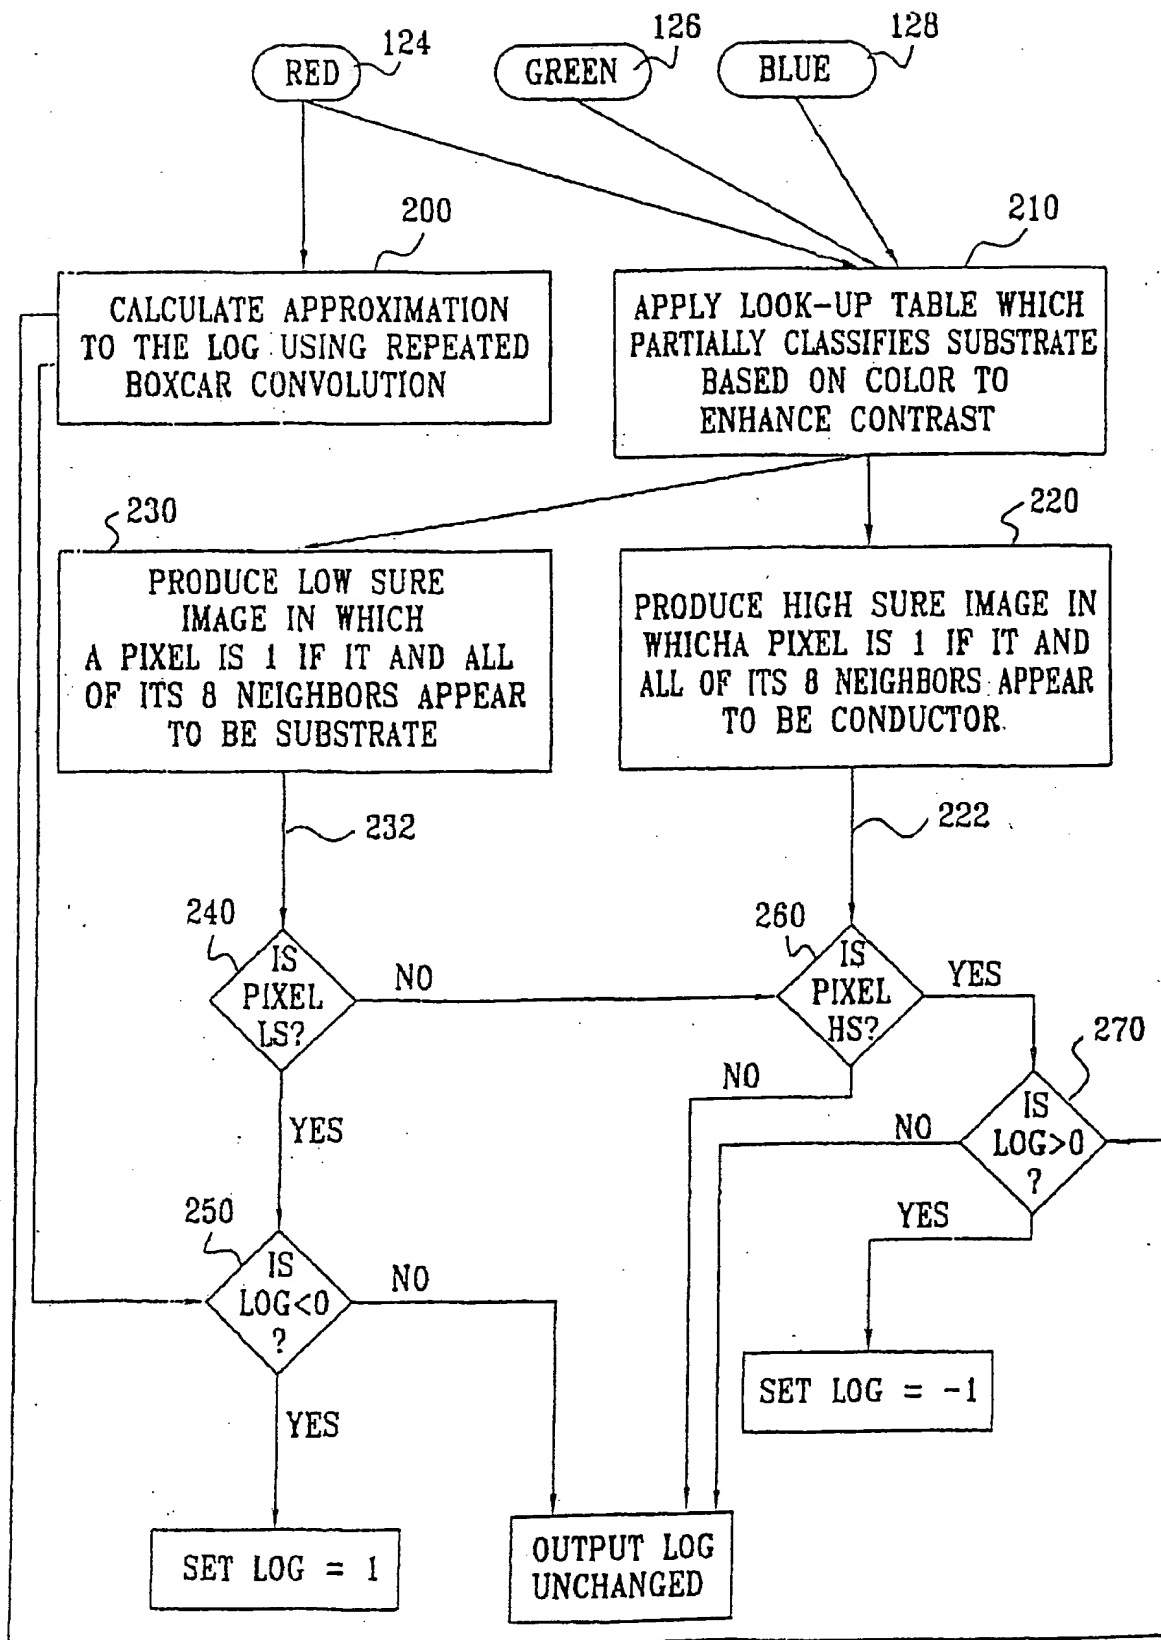 124
126
128
RED
GREEN
BLUE
200
210
CALCULATE APPROXIMATION
TO THE LOG USING REPEATED
BOXCAR CONVOLUTION
APPLY LOOK-UP TABLE WHICH
PARTIALLY CLASSIFIES SUBSTRATE
BASED ON COLOR TO
ENHANCE CONTRAST
230
220
PRODUCE LOW SURE
IMAGE IN WHICH
A PIXEL IS 1 IF IT AND ALL
OF ITS 8 NEIGHBORS APPEAR
TO BE SUBSTRATE
PRODUCE HIGH SURE IMAGE IN
WHICHA PIXEL IS 1 IF IT AND
ALL OF ITS 8 NEIGHBORS APPEAR
TO BE CONDUCTOR.
232
222
240
IS
PIXEL
LS?
NO
260
IS
PIXEL
HS?
YES
NO
270
IS
LOG>0
?
NO
YES
YES
250
IS
LOG<0
?
NO
SET LOG = -1
YES
SET LOG = 1
OUTPUT LOG
UNCHANGED